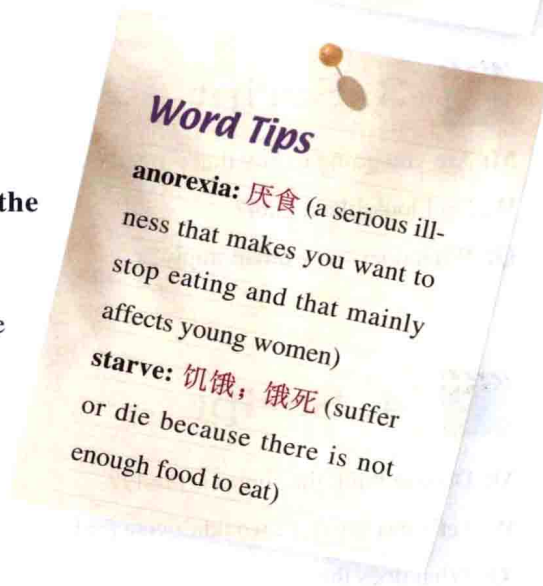 Word Tips
anorexia: 厌食 (a serious ill-
ness that makes you want to
stop eating and that mainly
affects young women)
starve: 饥饿；饿死 (suffer
or die because there is not
enough food to eat)
the
e